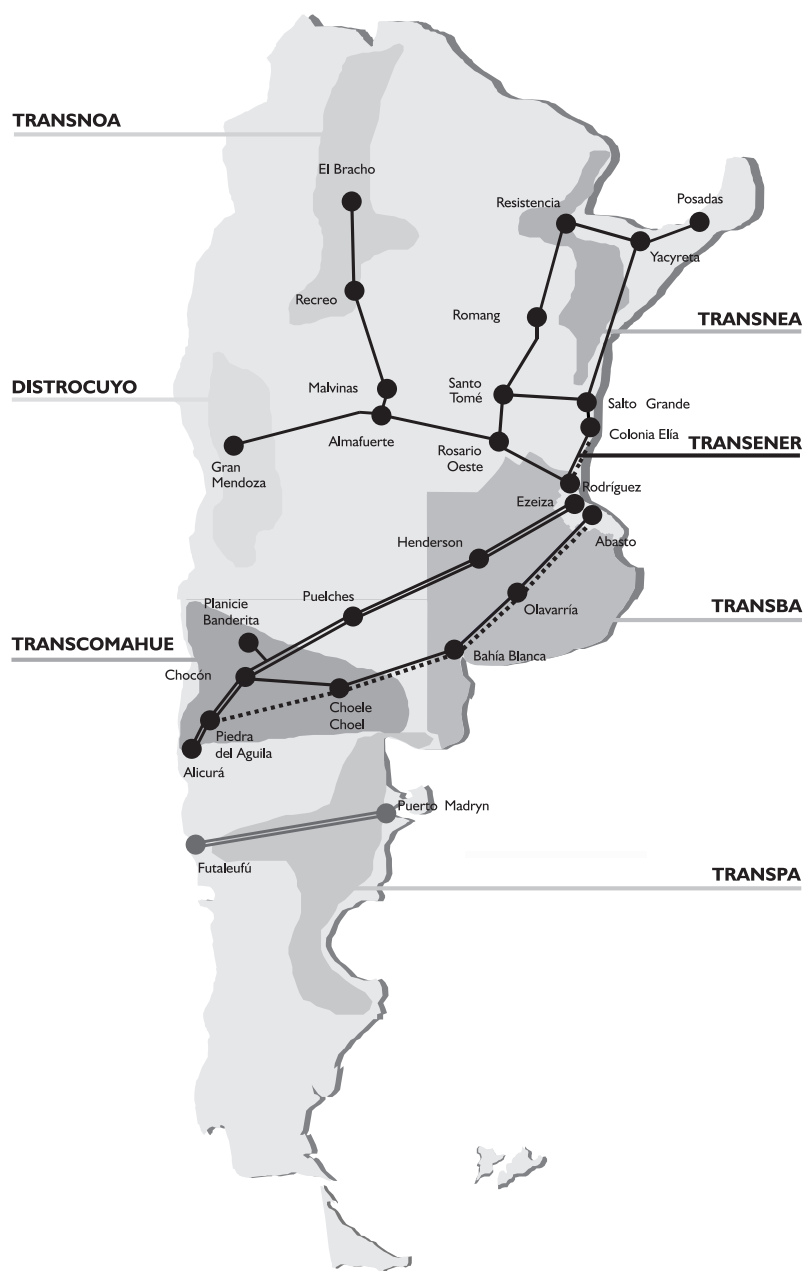 TRANSNOA
El Bracho
Posadas
Resistencia
Yacyreta
Recreo
Romang
TRANSNEA
DISTROCUYO
Malvinas
Santo
Tomé
Salto Grande
Almafuerte
Colonia Elía
TRANSENER
Rosario
Oeste
Gran
Mendoza
Rodríguez
Ezeiza
Abasto
Henderson
Puelches
Planicie
Banderita
Olavarría
TRANSBA
TRANSCOMAHUE
Bahía Blanca
Chocón
Choele
Choel
Piedra
del Aguila
Alicurá
Puerto Madryn
Futaleufú
TRANSPA